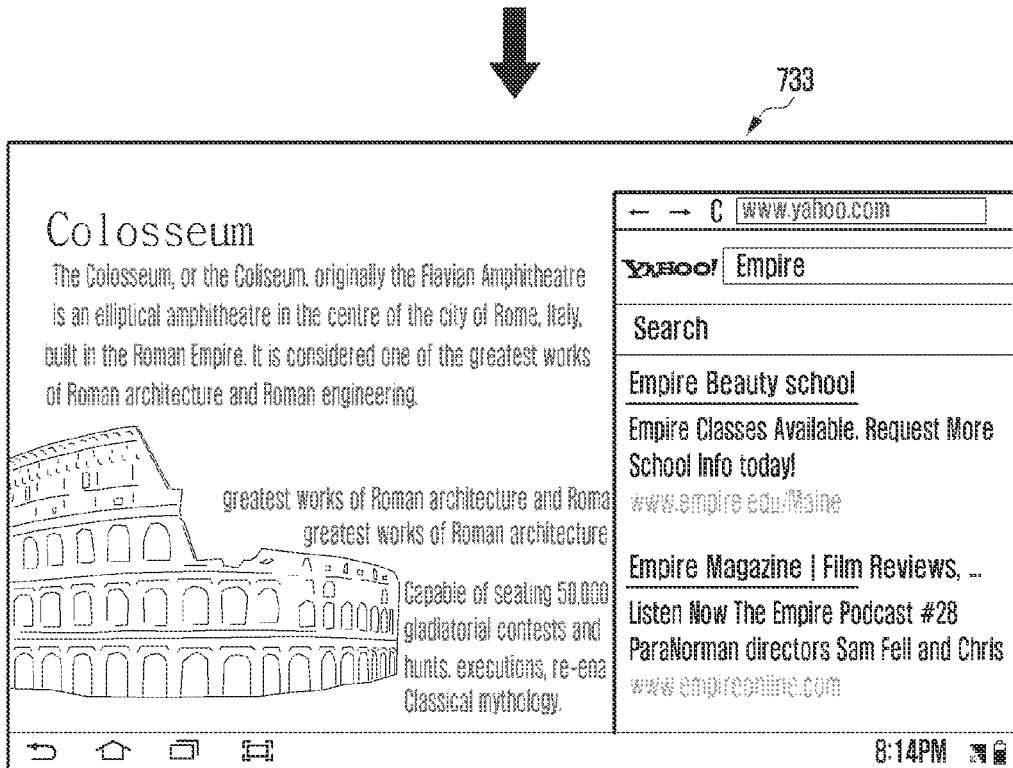 733
Colosseum
The Colosseum, or the Coliseum. originally the Flavian Amphitheatre
is an elliptical amphitheatre in the centre of the city of Rome, Italy,
built in the Roman Empire. It is considered one of the greatest works
of Roman architecture and Roman engineering.
greatest works of Roman architecture and Roma
greatest works of Roman architecture
Capable of seating 50,000
gladiatorial contests and
hunts. executions, re-ena
Classical mythology.
← → C www.yahoo.com
YAHOO! Empire
Search
Empire Beauty school
Empire Classes Available. Request More
School Info today!
www.empire.edu/Maine
Empire Magazine | Film Reviews, ...
Listen Now The Empire Podcast #28
ParaNorman directors Sam Fell and Chris
www.empireonline.com
8:14PM